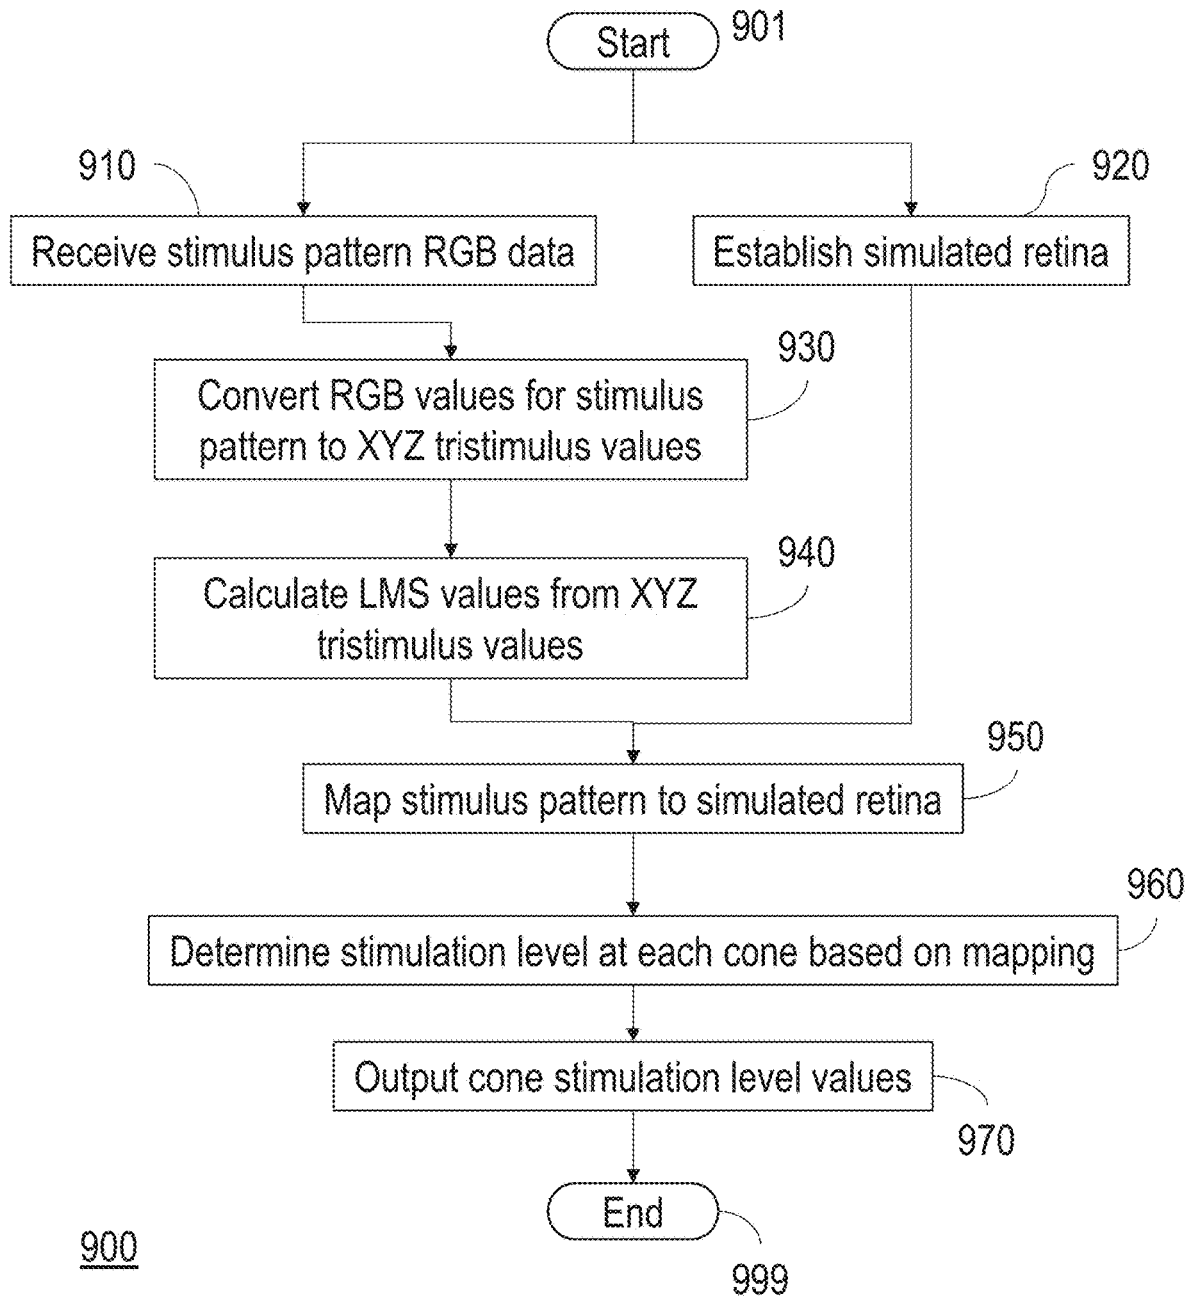 Start
901
910
920
Receive stimulus pattern RGB data
Establish simulated retina
930
Convert RGB values for stimulus
pattern to XYZ tristimulus values
940
Calculate LMS values from XYZ
tristimulus values
950
Map stimulus pattern to simulated retina
960
Determine stimulation level at each cone based on mapping
Output cone stimulation level values
970
End
900
999